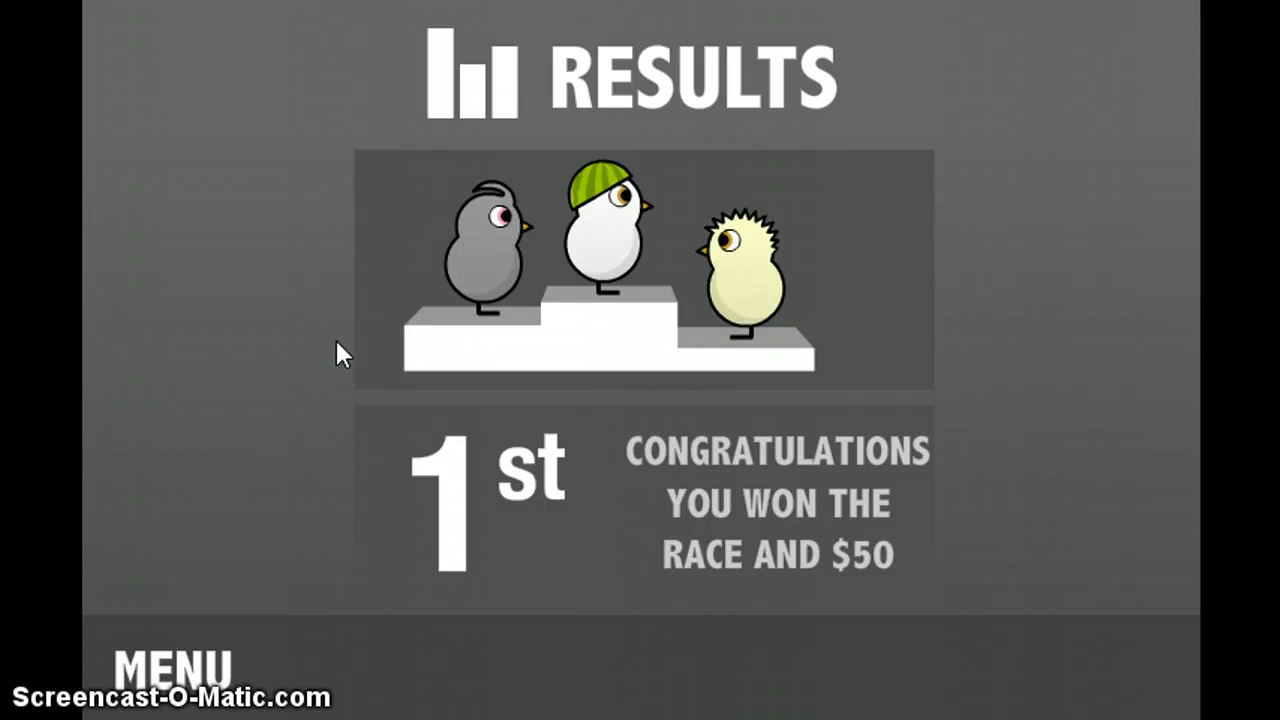 RESULTS
1st
CONGRATULATIONS
YOU WON THE
RACE AND $50
MENU
Screencast-O-Matic.com